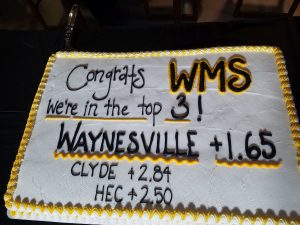 Congrats WMS
We're in the top 3!
WAYNESVILLE +1.65
CLYDE +2.84
HEC +2.50